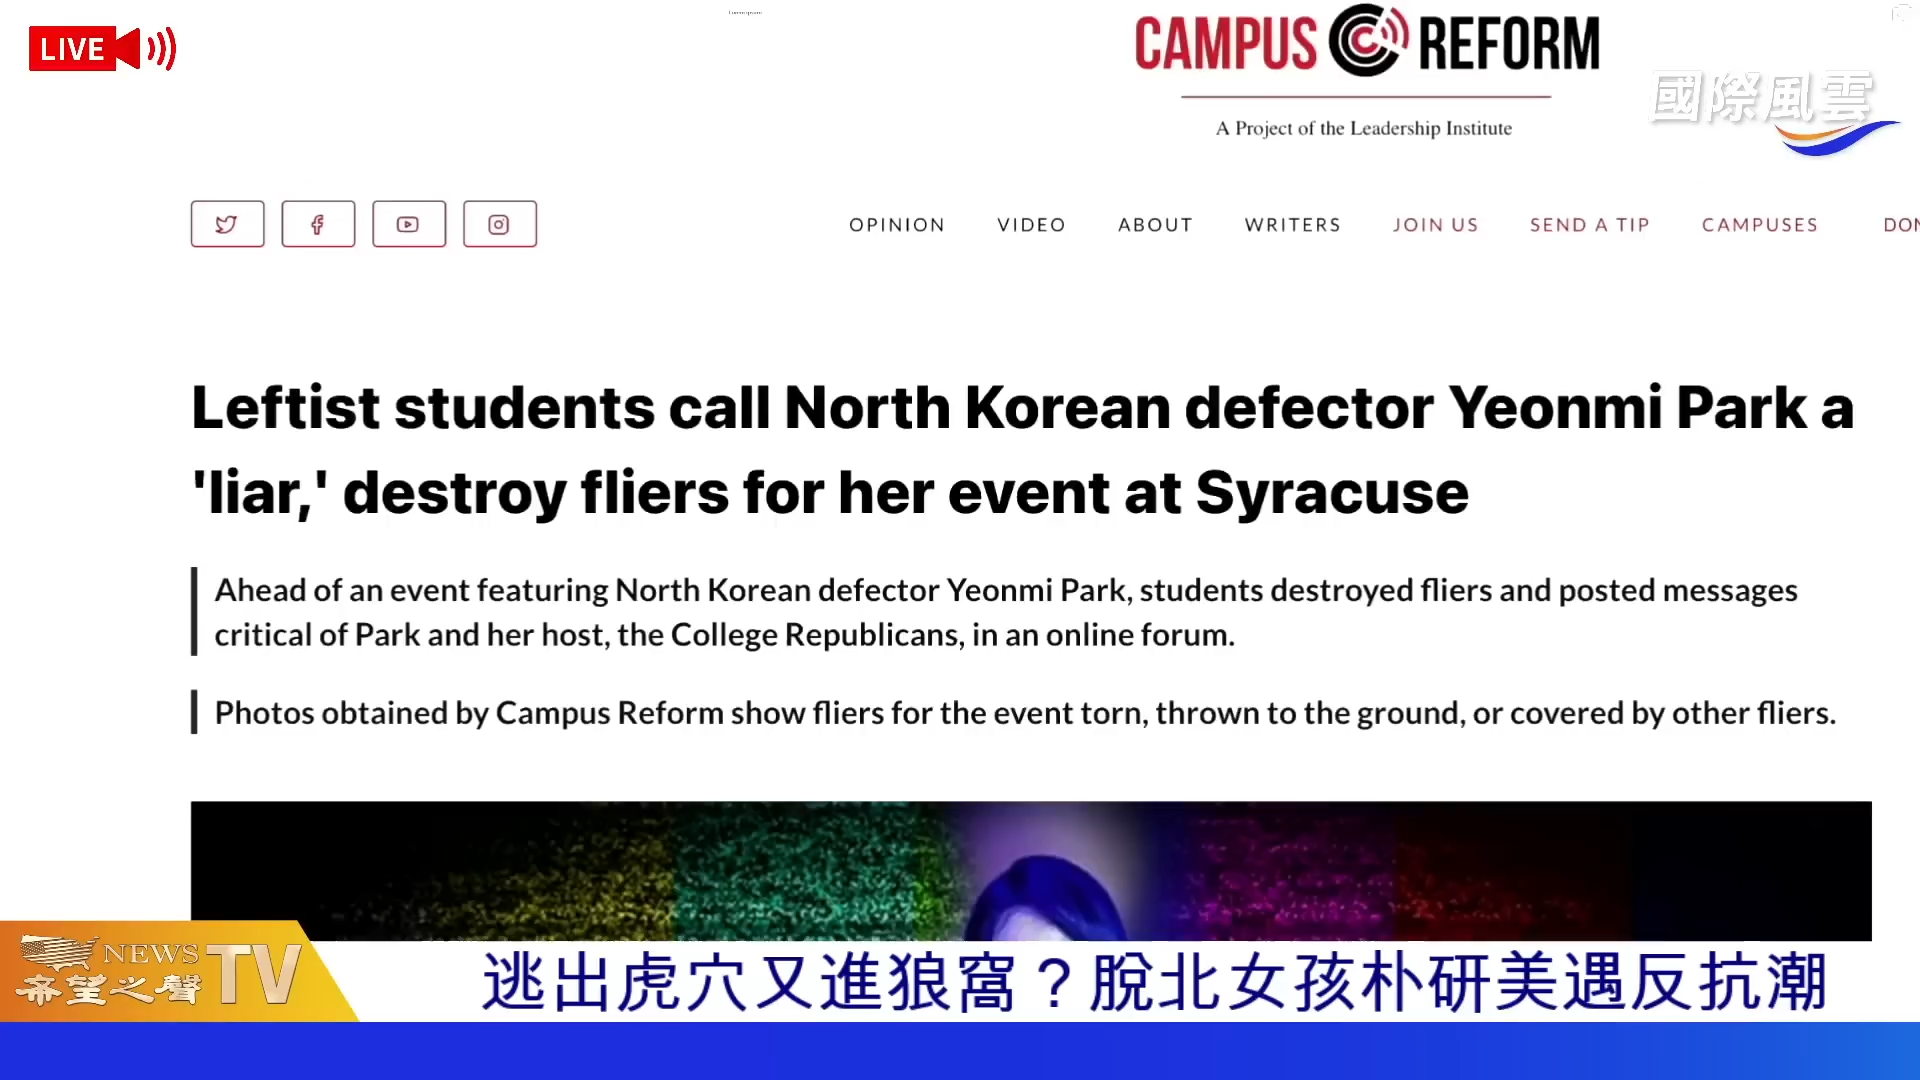 LIVE
CAMPUS REFORM
國際風雲
A Project of the Leadership Institute
OPINION VIDEO ABOUT WRITERS JOIN US SEND A TIP CAMPUSES DON
Leftist students call North Korean defector Yeonmi Park a
'liar,' destroy fliers for her event at Syracuse
Ahead of an event featuring North Korean defector Yeonmi Park, students destroyed fliers and posted messages
critical of Park and her host, the College Republicans, in an online forum.
Photos obtained by Campus Reform show fliers for the event torn, thrown to the ground, or covered by other fliers.
NEWS
希望之聲TV
逃出虎穴又進狼窩？脫北女孩朴研美遇反抗潮